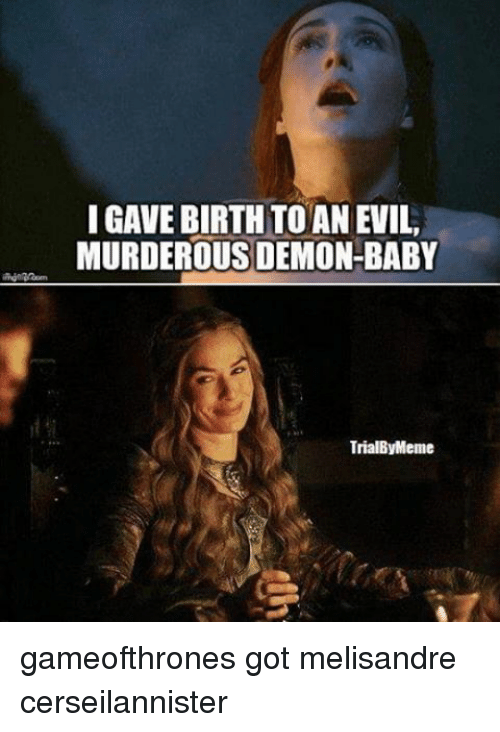 I GAVE BIRTH TO AN EVIL,
MURDEROUS DEMON-BABY
TrialByMeme
gameofthrones got melisandre
cerseilannister